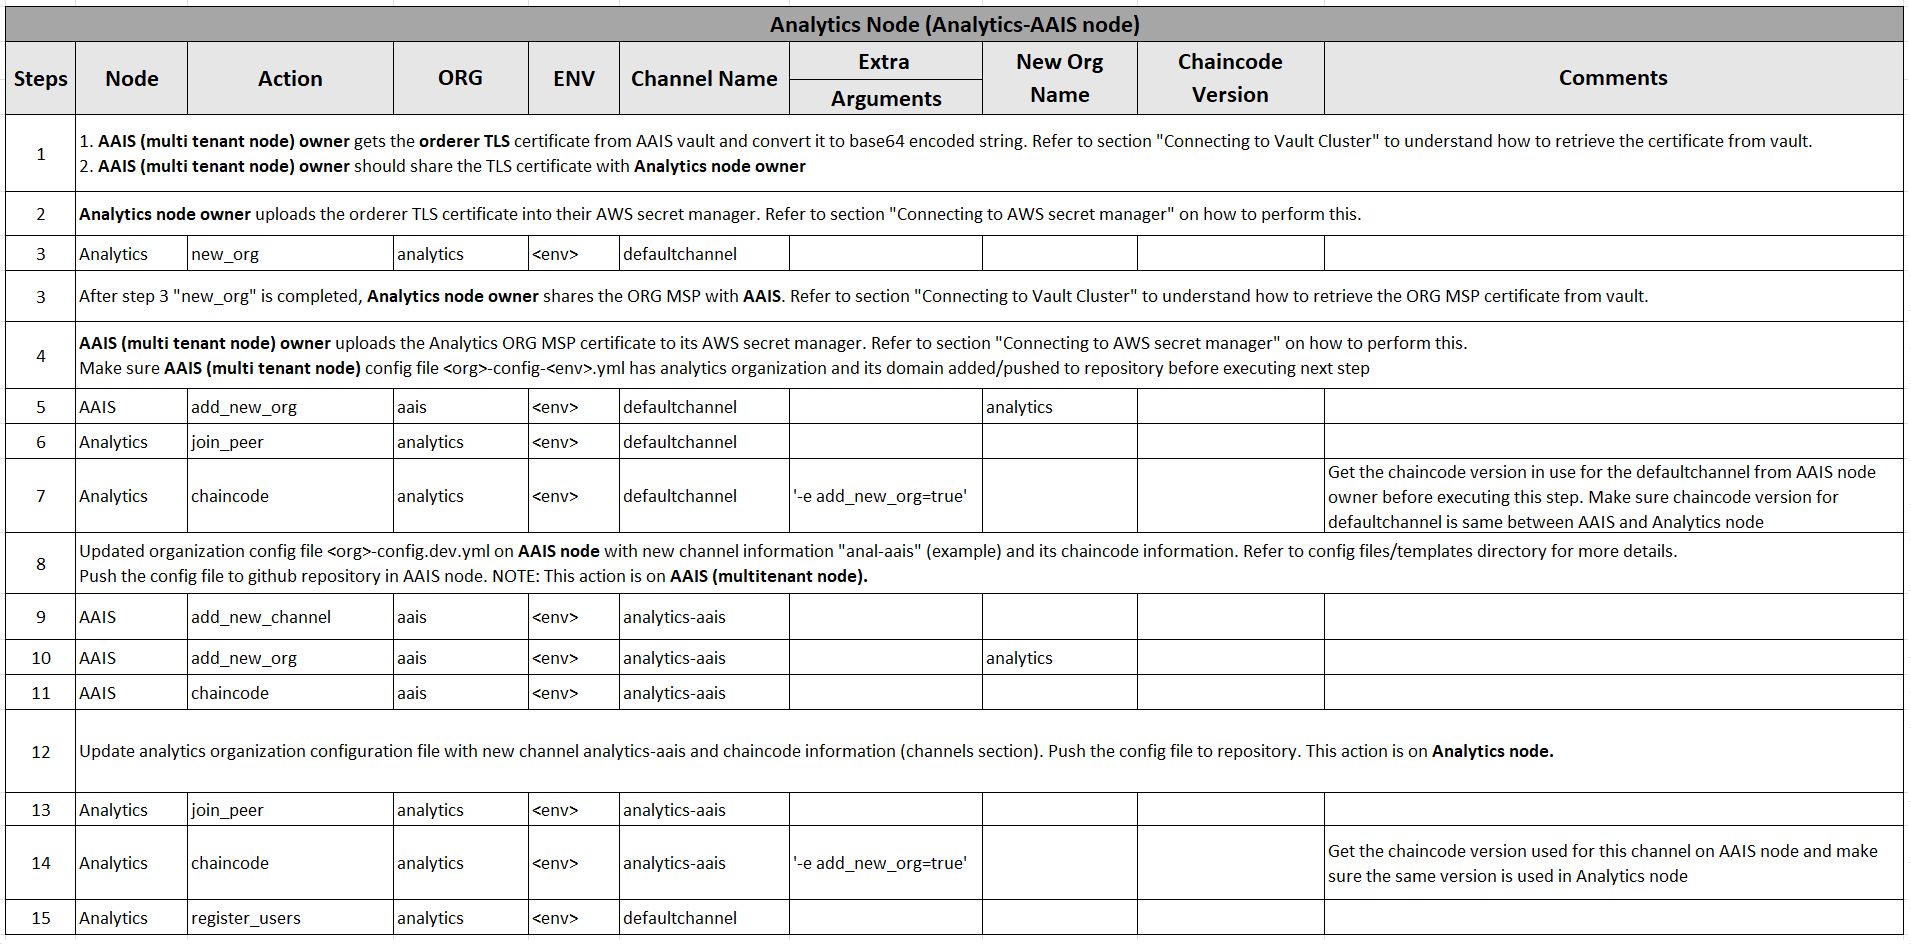 Analytics Node (Analytics-AAIS node)
Steps Node Action ORG ENV Channel Name Extra Arguments New Org Name Chaincode Version Comments
1
1. AAIS (multi tenant node) owner gets the orderer TLS certificate from AAIS vault and convert it to base64 encoded string. Refer to section "Connecting to Vault Cluster" to understand how to retrieve the certificate from vault.
2. AAIS (multi tenant node) owner should share the TLS certificate with Analytics node owner
2 Analytics node owner uploads the orderer TLS certificate into their AWS secret manager. Refer to section "Connecting to AWS secret manager" on how to perform this.
3 Analytics new_org analytics <env> defaultchannel
3 After step 3 "new_org" is completed, Analytics node owner shares the ORG MSP with AAIS. Refer to section "Connecting to Vault Cluster" to understand how to retrieve the ORG MSP certificate from vault.
4
AAIS (multi tenant node) owner uploads the Analytics ORG MSP certificate to its AWS secret manager. Refer to section "Connecting to AWS secret manager" on how to perform this.
Make sure AAIS (multi tenant node) config file <org>-config-<env>.yml has analytics organization and its domain added/pushed to repository before executing next step
5 AAIS add_new_org aais <env> defaultchannel analytics
6 Analytics join_peer analytics <env> defaultchannel
7 Analytics chaincode analytics <env> defaultchannel '-e add_new_org=true'
Get the chaincode version in use for the defaultchannel from AAIS node
owner before executing this step. Make sure chaincode version for
defaultchannel is same between AAIS and Analytics node
8
Updated organization config file <org>-config.dev.yml on AAIS node with new channel information "anal-aais" (example) and its chaincode information. Refer to config files/templates directory for more details.
Push the config file to github repository in AAIS node. NOTE: This action is on AAIS (multitenant node).
9 AAIS add_new_channel aais <env> analytics-aais
10 AAIS add_new_org aais <env> analytics-aais analytics
11 AAIS chaincode aais <env> analytics-aais
12 Update analytics organization configuration file with new channel analytics-aais and chaincode information (channels section). Push the config file to repository. This action is on Analytics node.
13 Analytics join_peer analytics <env> analytics-aais
14 Analytics chaincode analytics <env> analytics-aais '-e add_new_org=true'
Get the chaincode version used for this channel on AAIS node and make
sure the same version is used in Analytics node
15 Analytics register_users analytics <env> defaultchannel